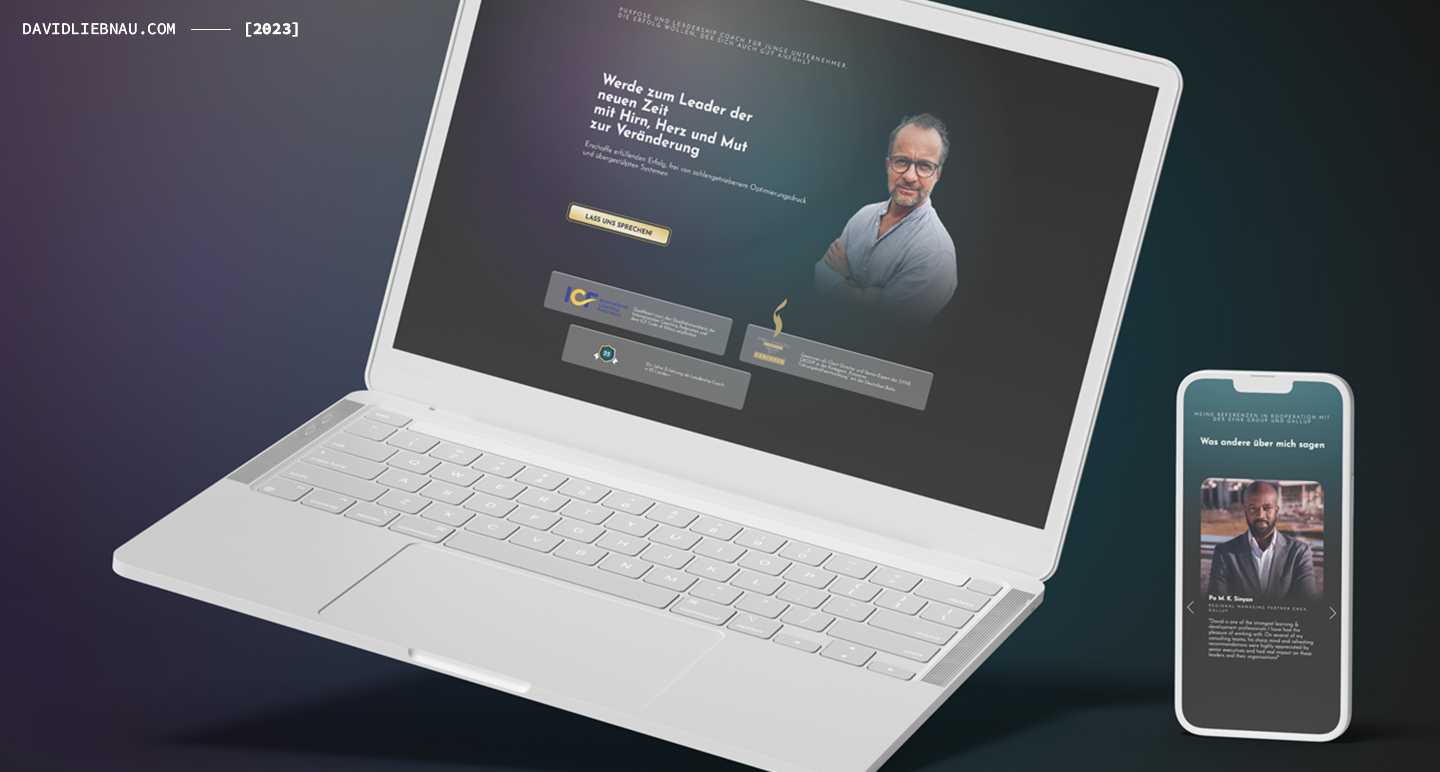 DAVIDLIEBNAU.COM [2023]
PURPOSE UND LEADERSHIP COACH FÜR JUNGE UNTERNEHMER,
DIE ERFOLG WOLLEN, DER SICH AUCH GUT ANFÜHLT
Werde zum Leader der
neuen Zeit
mit Hirn, Herz und Mut
zur Veränderung
Erschaffe erfüllenden Erfolg, frei von zahlengetriebenem Optimierungsdruck
und übergestülpten Systemen
LASS UNS SPRECHEN!
ICF International
Coaching
Federation
MEINE REFERENZEN IN KOOPERATION MIT
DER SYNK GROUP UND GALLUP
Was andere über mich sagen
Pa M. K. Sinyan
REGIONAL MANAGING PARTNER EMEA,
GALLUP
"David is one of the strongest learning &
development professionals I have had the
pleasure of working with. On several of my
consulting teams, his sharp mind and refreshing
recommendations were highly appreciated by
senior executives and had real impact on these
leaders and their organisations"